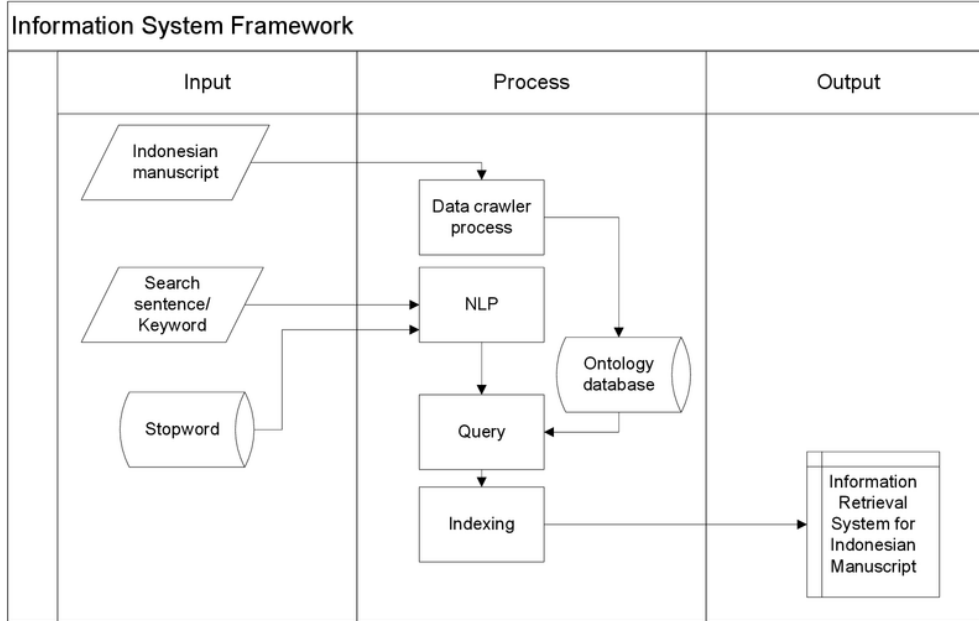 Information System Framework
Input
Process
Output
Indonesian
manuscript
Data crawler
process
Search
sentence/
Keyword
NLP
Ontology
database
Stopword
Query
Indexing
Information
Retrieval
System for
Indonesian
Manuscript